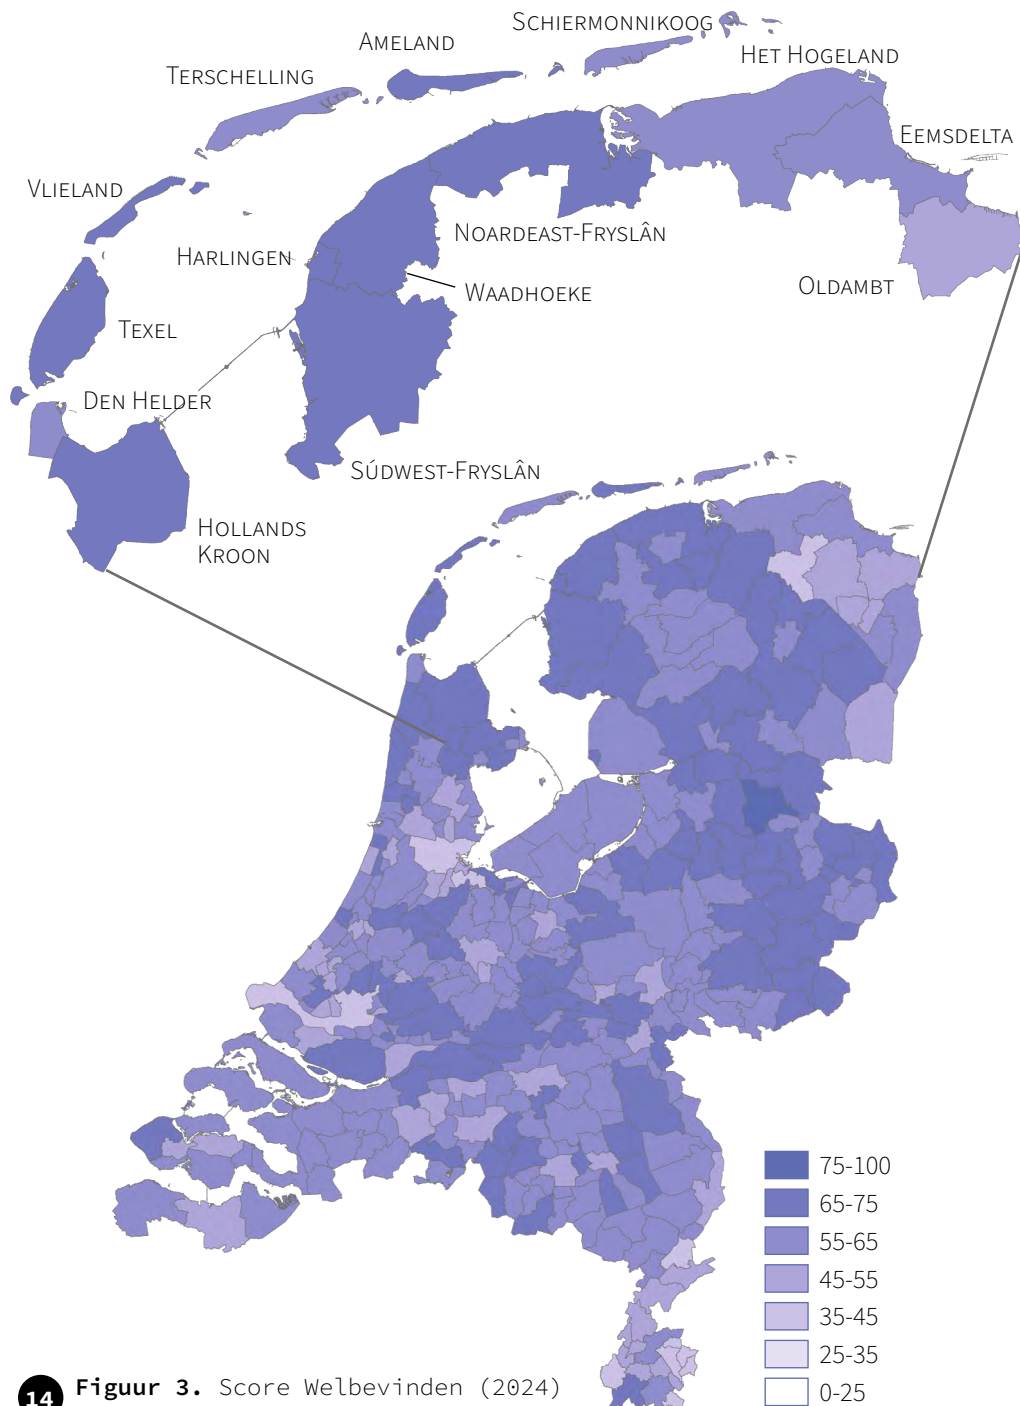 SCHIERMONNIKOOG
AMELAND
HET HOGELAND
TERSCHELLING
EEMSDELTA
VLIELAND
NOARDEAST-FRYSLÂN
HARLINGEN
WAADHOEKE
OLDAMBT
TEXEL
DEN HELDER
SÚDWEST-FRYSLÂN
HOLLANDS
KROON
75-100
65-75
55-65
45-55
35-45
25-35
0-25
14 Figuur 3. Score Welbevinden (2024)